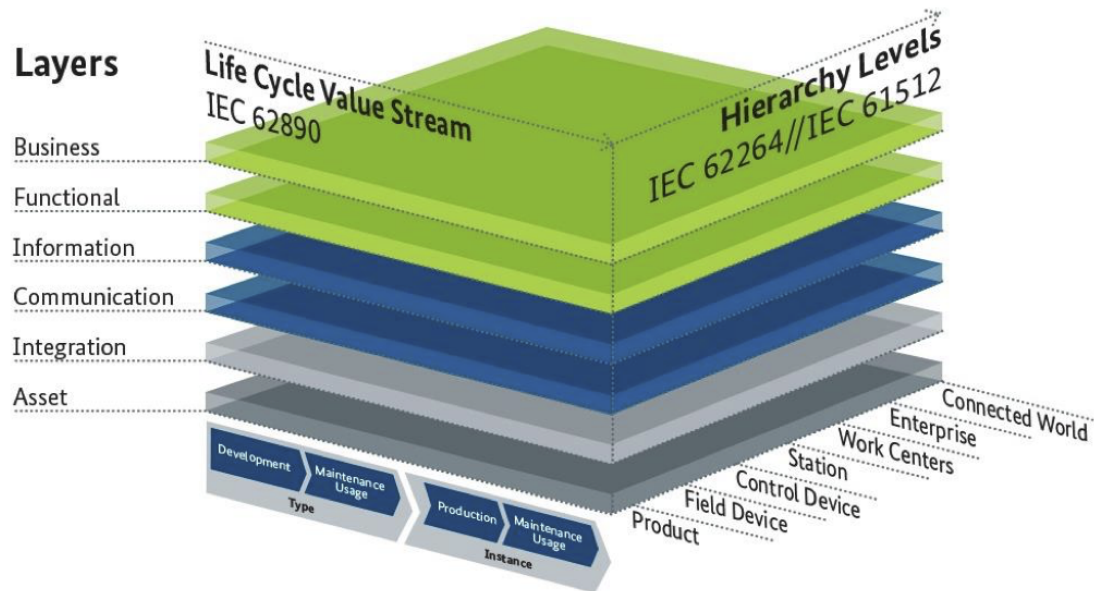 Layers
Life Cycle Value Stream
IEC 62890
Hierarchy Levels
IEC 62264//IEC 61512
Business
Functional
Information
Communication
Integration
Asset
Development
Maintenance
Usage
Type
Production
Maintenance
Usage
Instance
Product
Field Device
Control Device
Station
Work Centers
Enterprise
Connected World